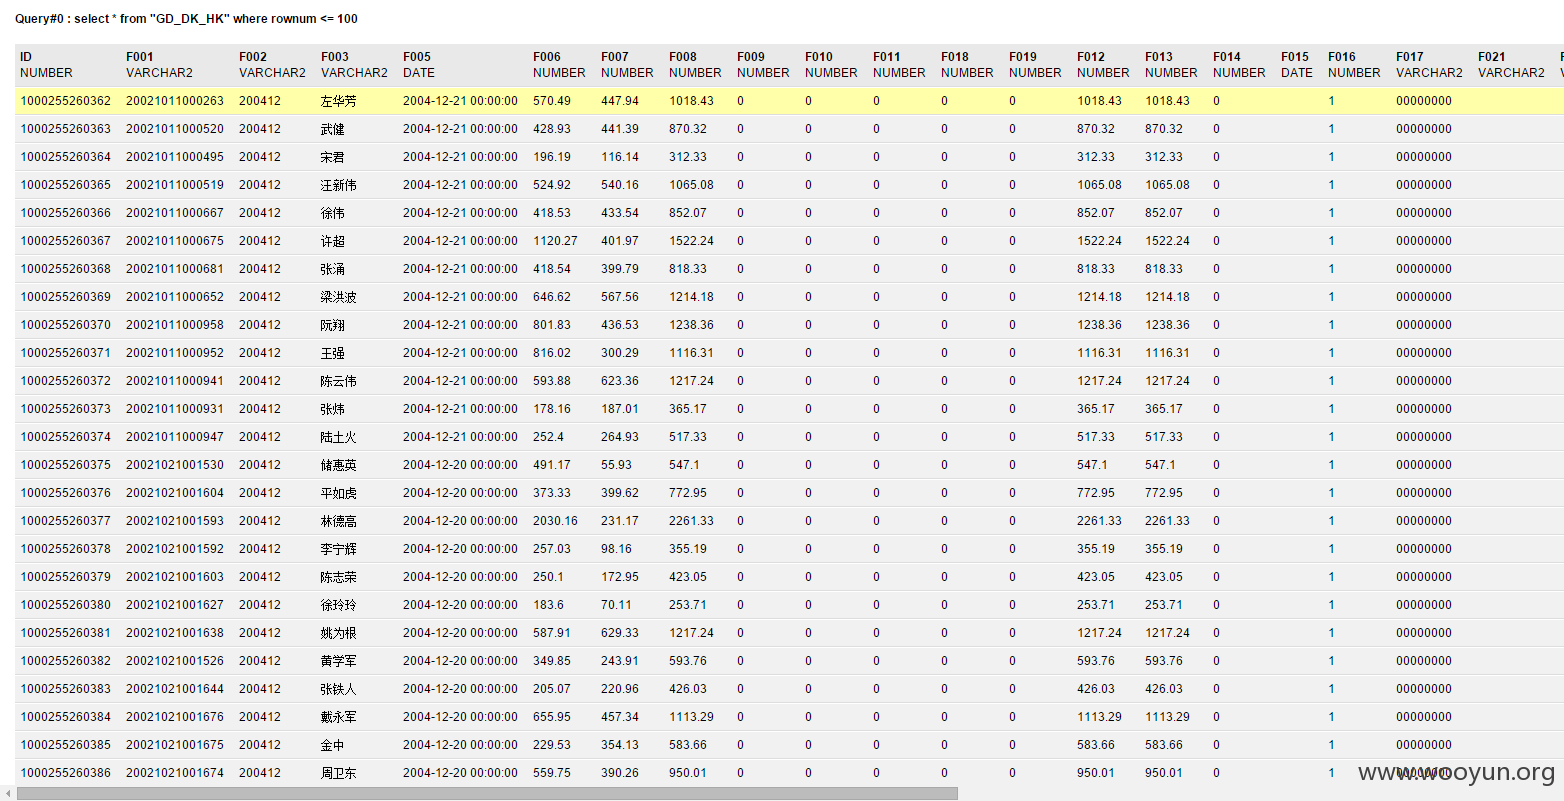 Query#0 : select * from "GD_DK_HK" where rownum <= 100
ID F001 F002 F003 F005 F006 F007 F008 F009 F010 F011 F018 F019 F012 F013 F014 F015 F016 F017 F021
NUMBER VARCHAR2 VARCHAR2 VARCHAR2 DATE NUMBER NUMBER NUMBER NUMBER NUMBER NUMBER NUMBER NUMBER NUMBER NUMBER NUMBER DATE NUMBER VARCHAR2 VARCHAR2
1000255260362 20021011000263 200412 左华芳 2004-12-21 00:00:00 570.49 447.94 1018.43 0 0 0 0 0 1018.43 1018.43 0 1 00000000
1000255260363 20021011000520 200412 武健 2004-12-21 00:00:00 428.93 441.39 870.32 0 0 0 0 0 870.32 870.32 0 1 00000000
1000255260364 20021011000495 200412 宋君 2004-12-21 00:00:00 196.19 116.14 312.33 0 0 0 0 0 312.33 312.33 0 1 00000000
1000255260365 20021011000519 200412 汪新伟 2004-12-21 00:00:00 524.92 540.16 1065.08 0 0 0 0 0 1065.08 1065.08 0 1 00000000
1000255260366 20021011000667 200412 徐伟 2004-12-21 00:00:00 418.53 433.54 852.07 0 0 0 0 0 852.07 852.07 0 1 00000000
1000255260367 20021011000675 200412 许超 2004-12-21 00:00:00 1120.27 401.97 1522.24 0 0 0 0 0 1522.24 1522.24 0 1 00000000
1000255260368 20021011000681 200412 张涌 2004-12-21 00:00:00 418.54 399.79 818.33 0 0 0 0 0 818.33 818.33 0 1 00000000
1000255260369 20021011000652 200412 梁洪波 2004-12-21 00:00:00 646.62 567.56 1214.18 0 0 0 0 0 1214.18 1214.18 0 1 00000000
1000255260370 20021011000958 200412 阮翔 2004-12-21 00:00:00 801.83 436.53 1238.36 0 0 0 0 0 1238.36 1238.36 0 1 00000000
1000255260371 20021011000952 200412 王强 2004-12-21 00:00:00 816.02 300.29 1116.31 0 0 0 0 0 1116.31 1116.31 0 1 00000000
1000255260372 20021011000941 200412 陈云伟 2004-12-21 00:00:00 593.88 623.36 1217.24 0 0 0 0 0 1217.24 1217.24 0 1 00000000
1000255260373 20021011000931 200412 张炜 2004-12-21 00:00:00 178.16 187.01 365.17 0 0 0 0 0 365.17 365.17 0 1 00000000
1000255260374 20021011000947 200412 陆土火 2004-12-21 00:00:00 252.4 264.93 517.33 0 0 0 0 0 517.33 517.33 0 1 00000000
1000255260375 20021021001530 200412 储惠英 2004-12-20 00:00:00 491.17 55.93 547.1 0 0 0 0 0 547.1 547.1 0 1 00000000
1000255260376 20021021001604 200412 平如虎 2004-12-20 00:00:00 373.33 399.62 772.95 0 0 0 0 0 772.95 772.95 0 1 00000000
1000255260377 20021021001593 200412 林德高 2004-12-20 00:00:00 2030.16 231.17 2261.33 0 0 0 0 0 2261.33 2261.33 0 1 00000000
1000255260378 20021021001592 200412 李宁辉 2004-12-20 00:00:00 257.03 98.16 355.19 0 0 0 0 0 355.19 355.19 0 1 00000000
1000255260379 20021021001603 200412 陈志荣 2004-12-20 00:00:00 250.1 172.95 423.05 0 0 0 0 0 423.05 423.05 0 1 00000000
1000255260380 20021021001627 200412 徐玲玲 2004-12-20 00:00:00 183.6 70.11 253.71 0 0 0 0 0 253.71 253.71 0 1 00000000
1000255260381 20021021001638 200412 姚为根 2004-12-20 00:00:00 587.91 629.33 1217.24 0 0 0 0 0 1217.24 1217.24 0 1 00000000
1000255260382 20021021001526 200412 黄学军 2004-12-20 00:00:00 349.85 243.91 593.76 0 0 0 0 0 593.76 593.76 0 1 00000000
1000255260383 20021021001644 200412 张铁人 2004-12-20 00:00:00 205.07 220.96 426.03 0 0 0 0 0 426.03 426.03 0 1 00000000
1000255260384 20021021001676 200412 戴永军 2004-12-20 00:00:00 655.95 457.34 1113.29 0 0 0 0 0 1113.29 1113.29 0 1 00000000
1000255260385 20021021001675 200412 金中 2004-12-20 00:00:00 229.53 354.13 583.66 0 0 0 0 0 583.66 583.66 0 1 00000000
1000255260386 20021021001674 200412 周卫东 2004-12-20 00:00:00 559.75 390.26 950.01 0 0 0 0 0 950.01 950.01 0 1 00000000
www.wooyun.org